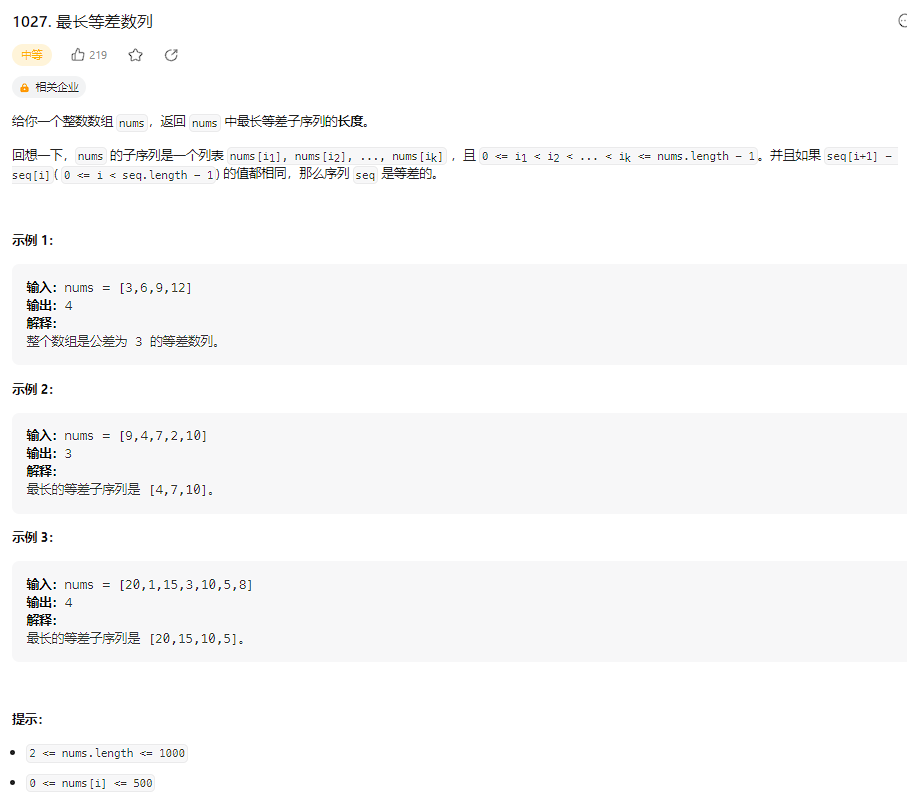 1027. 最长等差数列
中等 219
相关企业
给你一个整数数组 nums，返回 nums 中最长等差子序列的长度。
回想一下，nums 的子序列是一个列表 nums[i1], nums[i2], ..., nums[ik] ，且 0 <= i1 < i2 < ... < ik <= nums.length - 1。并且如果 seq[i+1] -
seq[i]( 0 <= i < seq.length - 1) 的值都相同，那么序列 seq 是等差的。
示例 1：
输入：nums = [3,6,9,12]
输出：4
解释：
整个数组是公差为 3 的等差数列。
示例 2：
输入：nums = [9,4,7,2,10]
输出：3
解释：
最长的等差子序列是 [4,7,10]。
示例 3：
输入：nums = [20,1,15,3,10,5,8]
输出：4
解释：
最长的等差子序列是 [20,15,10,5]。
提示：
2 <= nums.length <= 1000
0 <= nums[i] <= 500